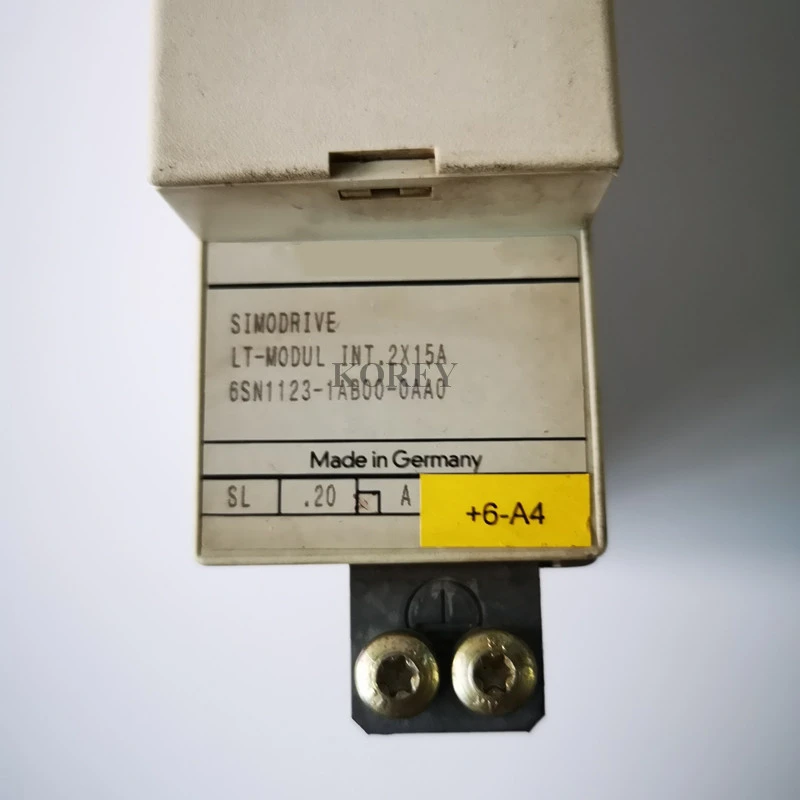 SIMODRIVE
LT-MODUL INT.2X15A
KOREY
6SN1123-1AB00-0AA0
Made in Germany
SL .20 A
+6-A4